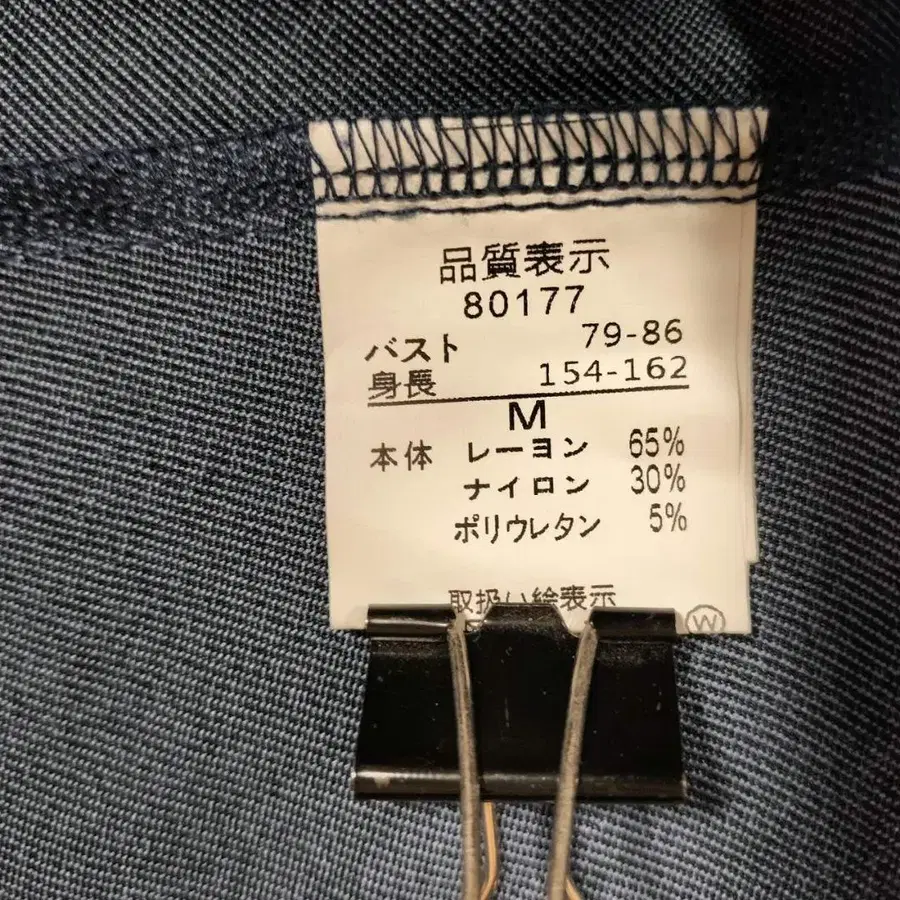 品質表示
80177
バスト 79-86
身長 154-162
M
本体 レーヨン 65%
ナイロン 30%
ポリウレタン 5%
取扱い絵表示
W